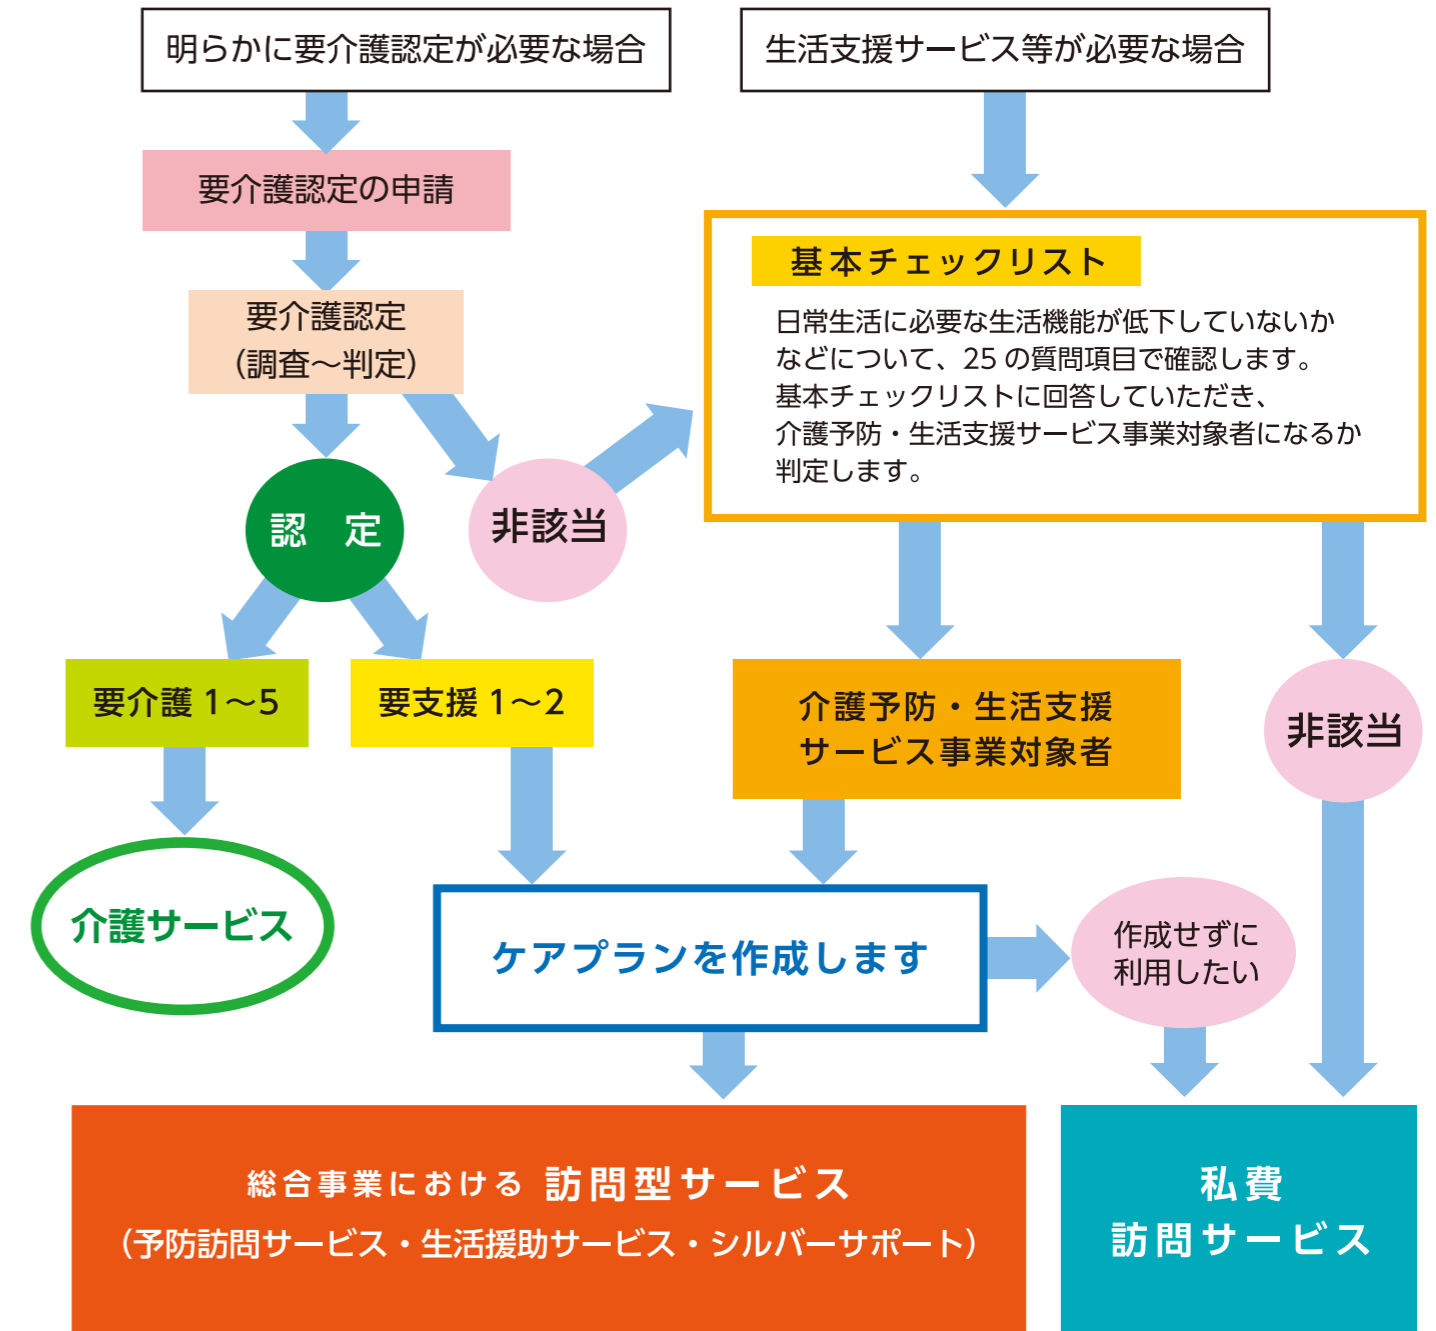 明らかに要介護認定が必要な場合
生活支援サービス等が必要な場合
要介護認定の申請
要介護認定
（調査～判定）
基本チェックリスト
日常生活に必要な生活機能が低下していないか
などについて、25の質問項目で確認します。
基本チェックリストに回答していただき、
介護予防・生活支援サービス事業対象者になるか
判定します。
認　定
非該当
要介護 1～5
要支援 1～2
介護予防・生活支援
サービス事業対象者
非該当
介護サービス
ケアプランを作成します
作成せずに
利用したい
総合事業における 訪問型サービス
（予防訪問サービス・生活援助サービス・シルバーサポート）
私費
訪問サービス